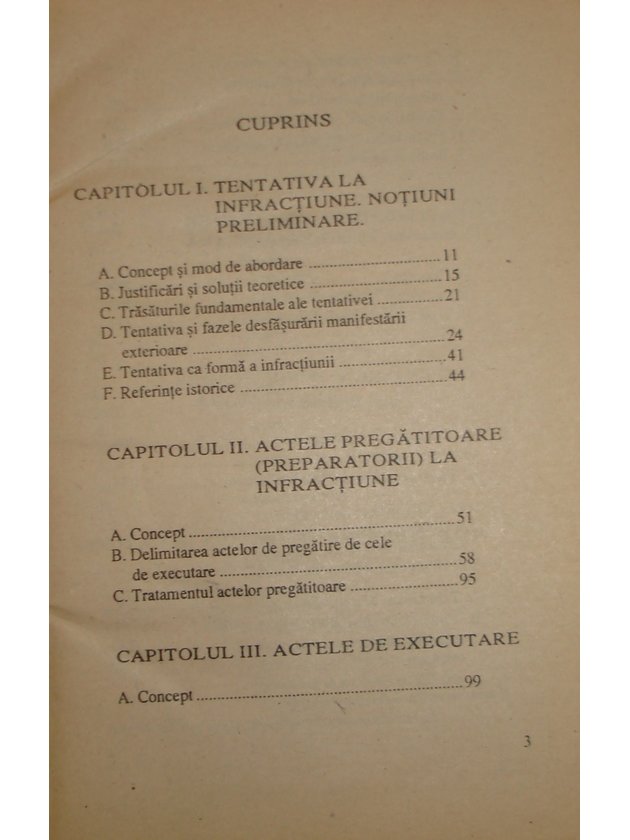 CUPRINS
CAPITOLUL I. TENTATIVA LA
INFRACȚIUNE. NOȚIUNI
PRELIMINARE.
A. Concept și mod de abordare ........................ 11
B. Justificări și soluții teoretice ........................ 15
C. Trăsăturile fundamentale ale tentativei ........................ 21
D. Tentativa și fazele desfășurării manifestării
exterioare ........................ 24
E. Tentativa ca formă a infracțiunii ........................ 41
F. Referințe istorice ........................ 44
CAPITOLUL II. ACTELE PREGĂTITOARE
(PREPARATORII) LA
INFRACȚIUNE
A. Concept ........................ 51
B. Delimitarea actelor de pregătire de cele
de executare ........................ 58
C. Tratamentul actelor pregătitoare ........................ 95
CAPITOLUL III. ACTELE DE EXECUTARE
A. Concept ........................ 99
3